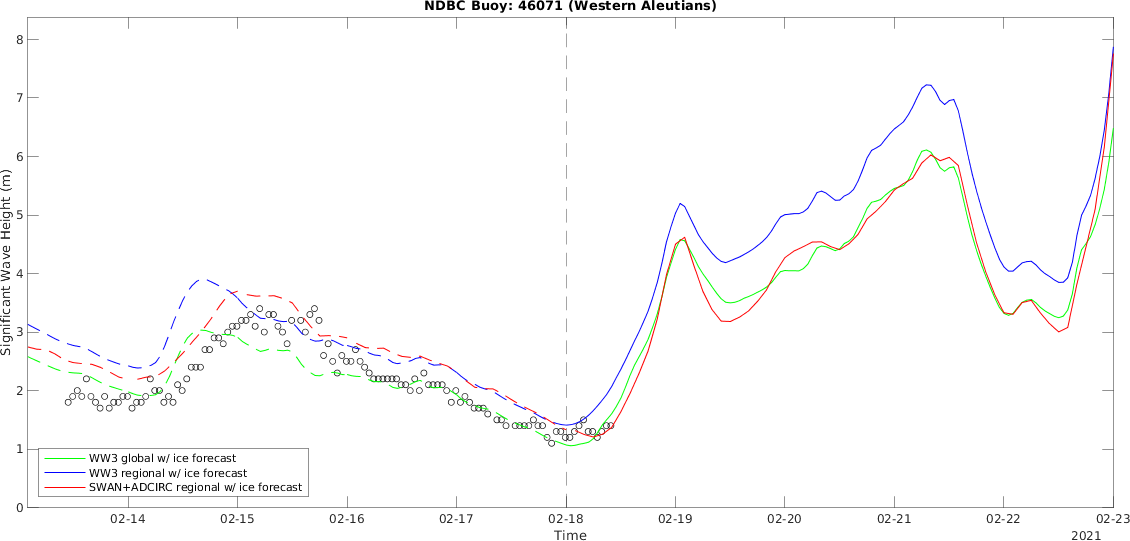 NDBC Buoy: 46071 (Western Aleutians)
8
7
6
5
4
3
2
1
0
Significant Wave Height (m)
WW3 global w/ ice forecast
WW3 regional w/ ice forecast
SWAN+ADCIRC regional w/ ice forecast
02-14 02-15 02-16 02-17 02-18 02-19 02-20 02-21 02-22 02-23
Time
2021